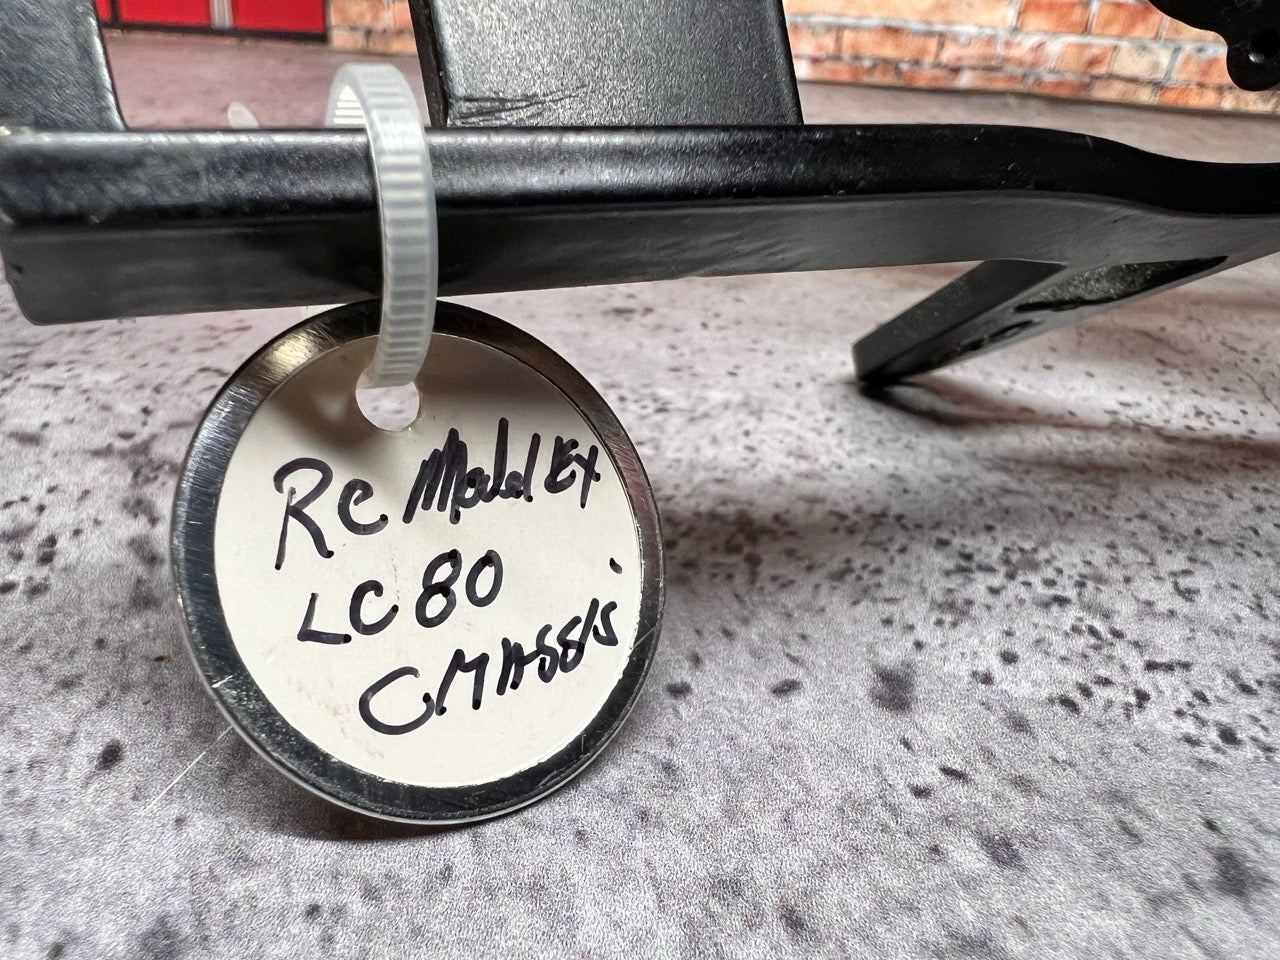 Rc Model Ex
LC80
CHASSIS